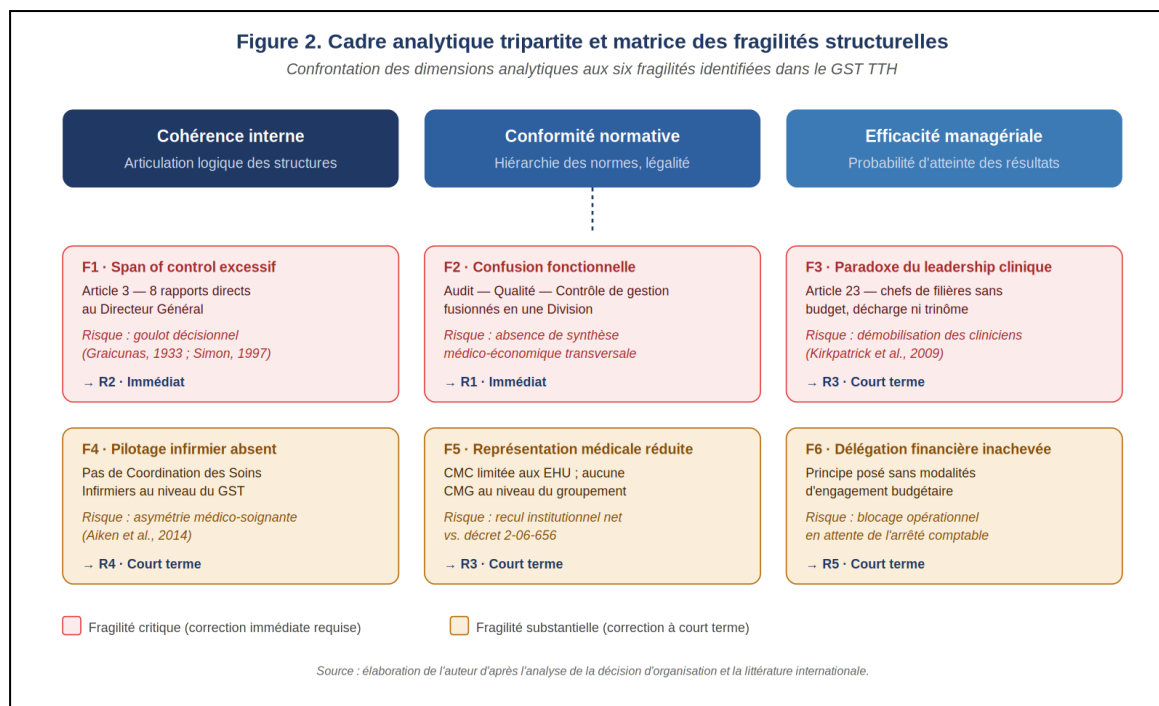 Figure 2. Cadre analytique tripartite et matrice des fragilités structurelles
Confrontation des dimensions analytiques aux six fragilités identifiées dans le GST TTH
Cohérence interne
Articulation logique des structures
Conformité normative
Hiérarchie des normes, légalité
Efficacité managériale
Probabilité d'atteinte des résultats
F1 · Span of control excessif
Article 3 — 8 rapports directs
au Directeur Général
Risque : goulot décisionnel
(Graicunas, 1933 ; Simon, 1997)
→ R2 · Immédiat
F2 · Confusion fonctionnelle
Audit — Qualité — Contrôle de gestion
fusionnés en une Division
Risque : absence de synthèse
médico-économique transversale
→ R1 · Immédiat
F3 · Paradoxe du leadership clinique
Article 23 — chefs de filières sans
budget, décharge ni trinôme
Risque : démobilisation des cliniciens
(Kirkpatrick et al., 2009)
→ R3 · Court terme
F4 · Pilotage infirmier absent
Pas de Coordination des Soins
Infirmiers au niveau du GST
Risque : asymétrie médico-soignante
(Aiken et al., 2014)
→ R4 · Court terme
F5 · Représentation médicale réduite
CMC limitée aux EHU ; aucune
CMG au niveau du groupement
Risque : recul institutionnel net
vs. décret 2-06-656
→ R3 · Court terme
F6 · Délégation financière inachevée
Principe posé sans modalités
d'engagement budgétaire
Risque : blocage opérationnel
en attente de l'arrêté comptable
→ R5 · Court terme
Fragilité critique (correction immédiate requise)
Fragilité substantielle (correction à court terme)
Source : élaboration de l'auteur d'après l'analyse de la décision d'organisation et la littérature internationale.